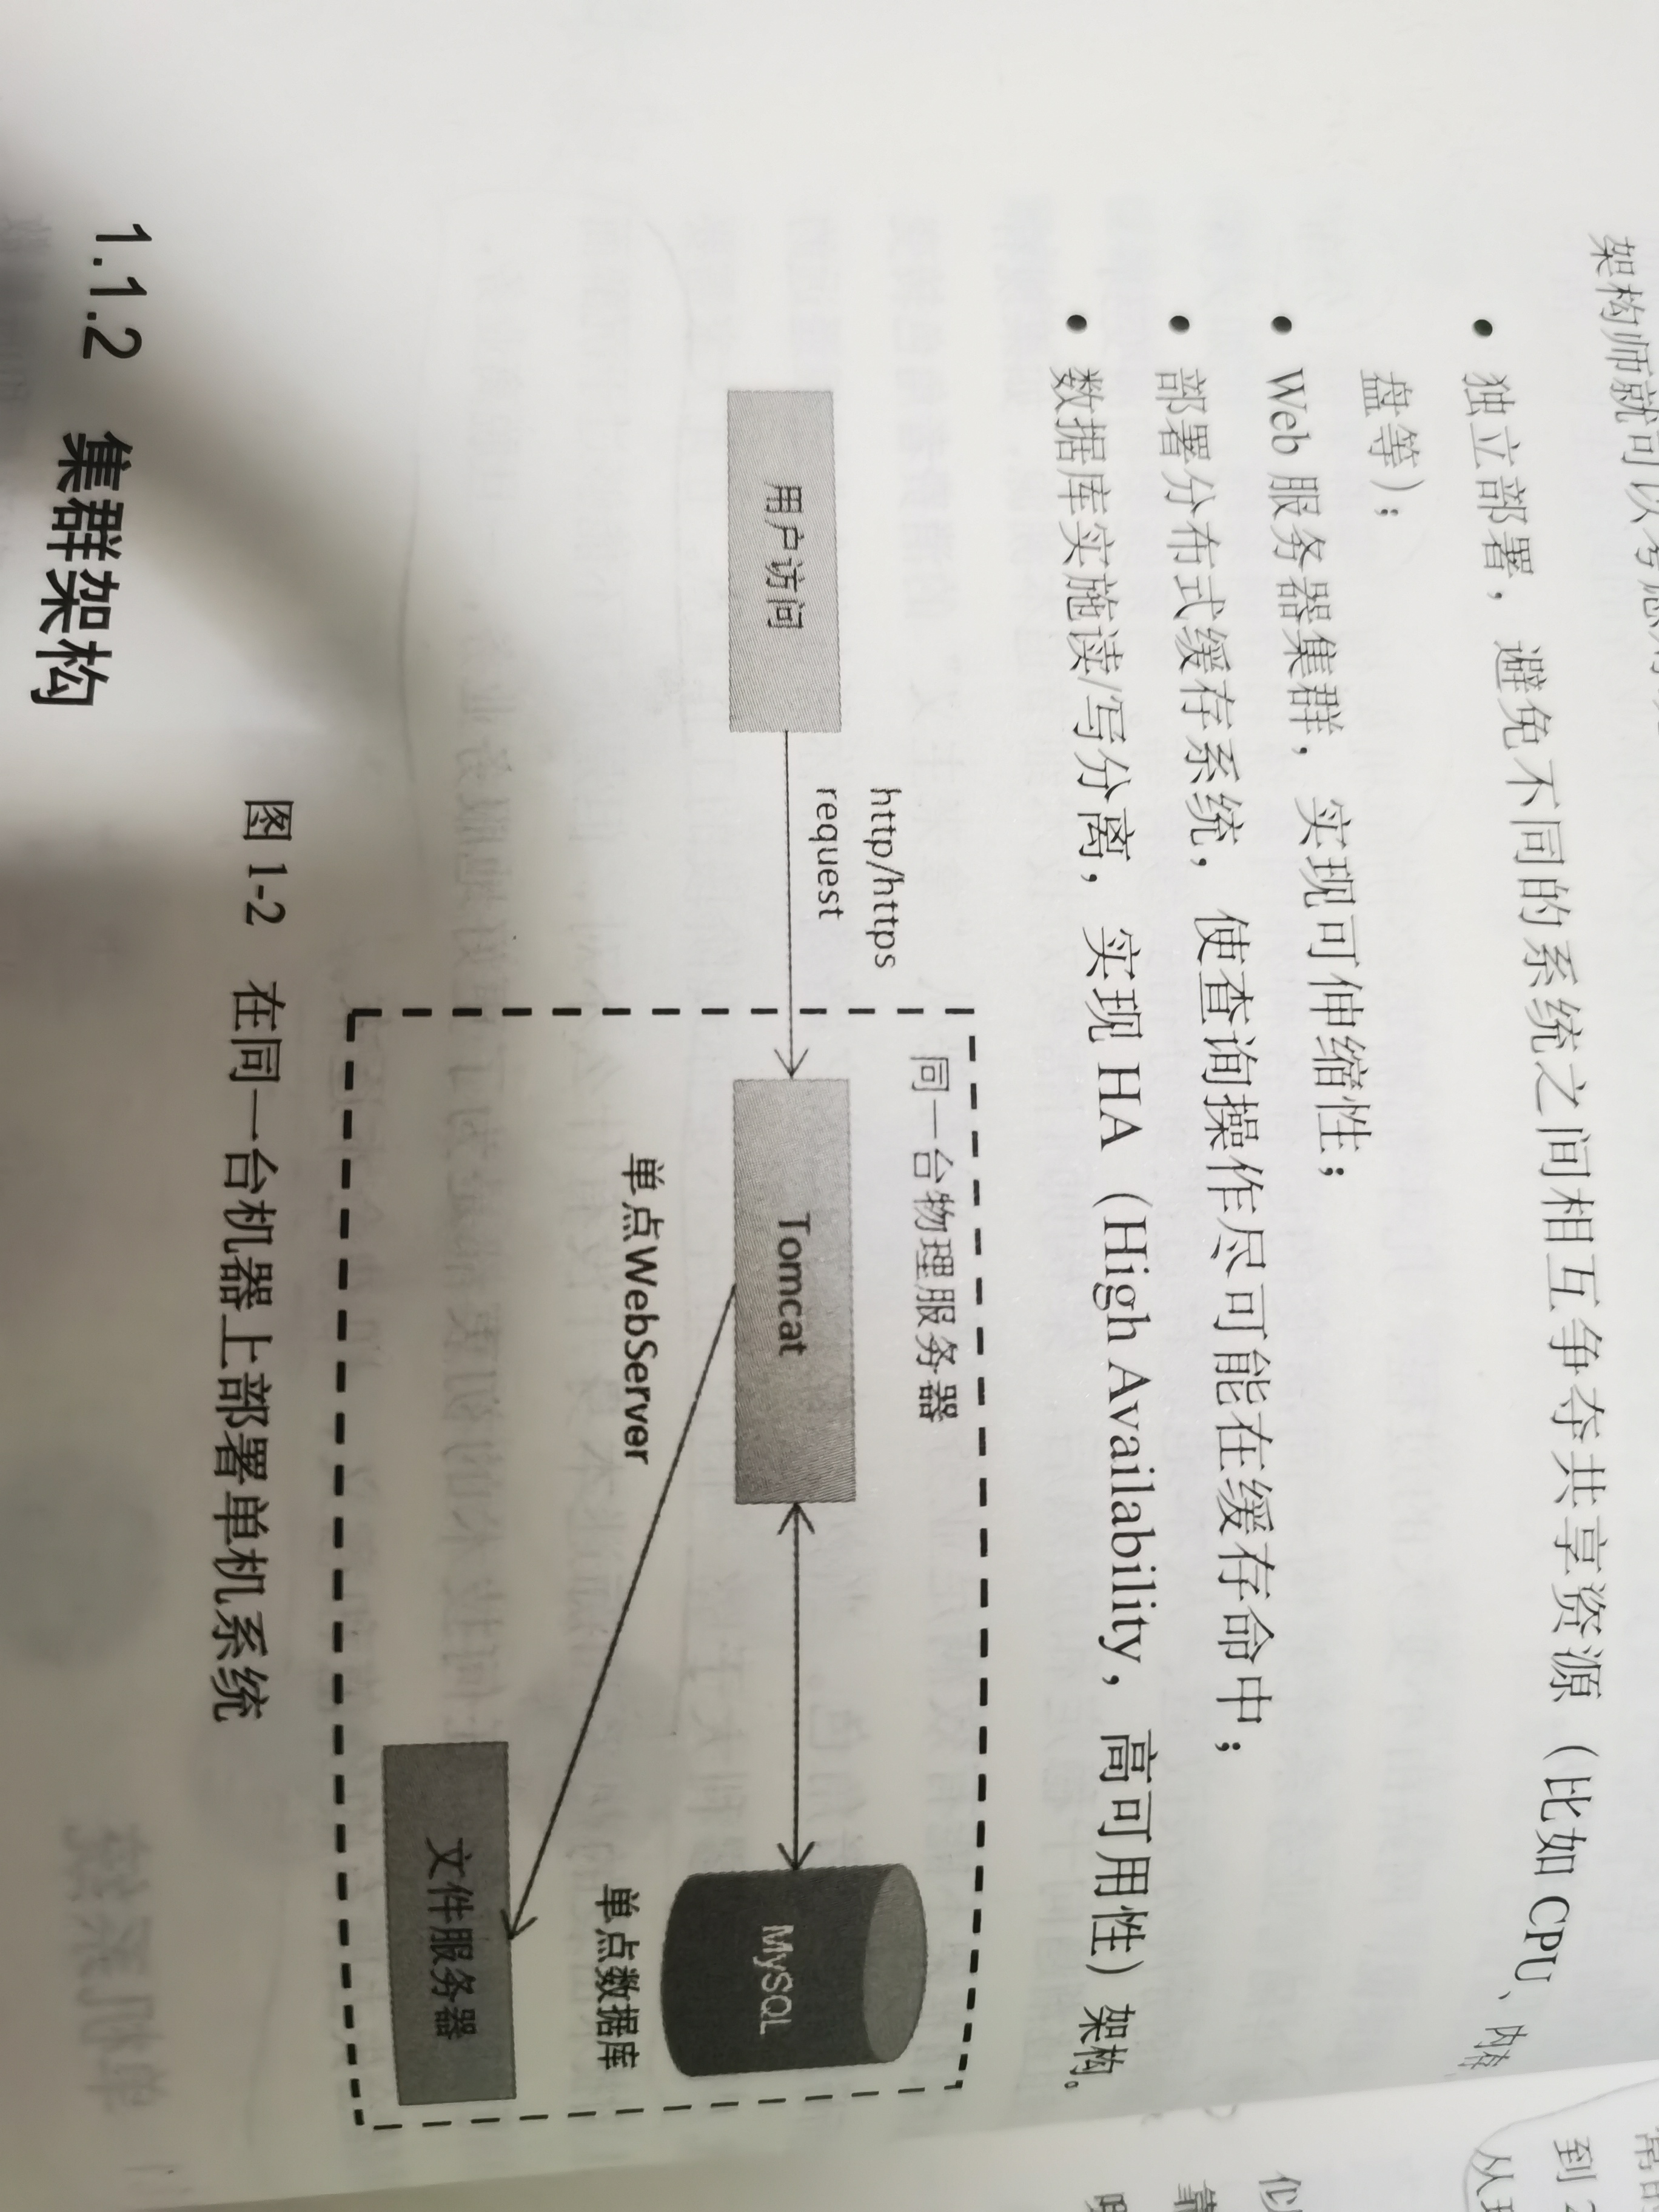 架构师就可以考虑对
• 独立部署，避免不同的系统之间相互争夺共享资源（比如 CPU、内存、
盘等）；
• Web 服务器集群，实现可伸缩性；
• 部署分布式缓存系统，使查询操作尽可能在缓存命中；
• 数据库实施读/写分离，实现 HA（High Availability，高可用性）架构。
同一台物理服务器
http/https
request
用户访问
Tomcat
MySQL
单点WebServer
单点数据库
文件服务器
图 1-2 在同一台机器上部署单机系统
1.1.2 集群架构
常的
到 2
从
靠